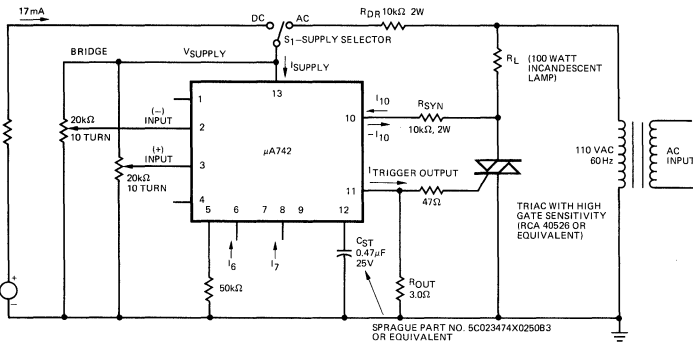 17mA
DC
AC
RDR 10kΩ 2W
S1–SUPPLY SELECTOR
BRIDGE
VSUPPLY
ISUPPLY
RL (100 WATT
INCANDESCENT
LAMP)
13
1
(–)
INPUT
2
20kΩ
10 TURN
(+)
INPUT
3
20kΩ
10 TURN
4
μA742
10
I10
–I10
RSYN
10kΩ, 2W
11
ITRIGGER OUTPUT
47Ω
110 VAC
60Hz
AC
INPUT
TRIAC WITH HIGH
GATE SENSITIVITY
(RCA 40526 OR
EQUIVALENT)
5
6
7
8
9
12
I6
I7
50kΩ
CST
0.47μF
25V
ROUT
3.0Ω
+
–
SPRAGUE PART NO. 5C023474X0250B3
OR EQUIVALENT